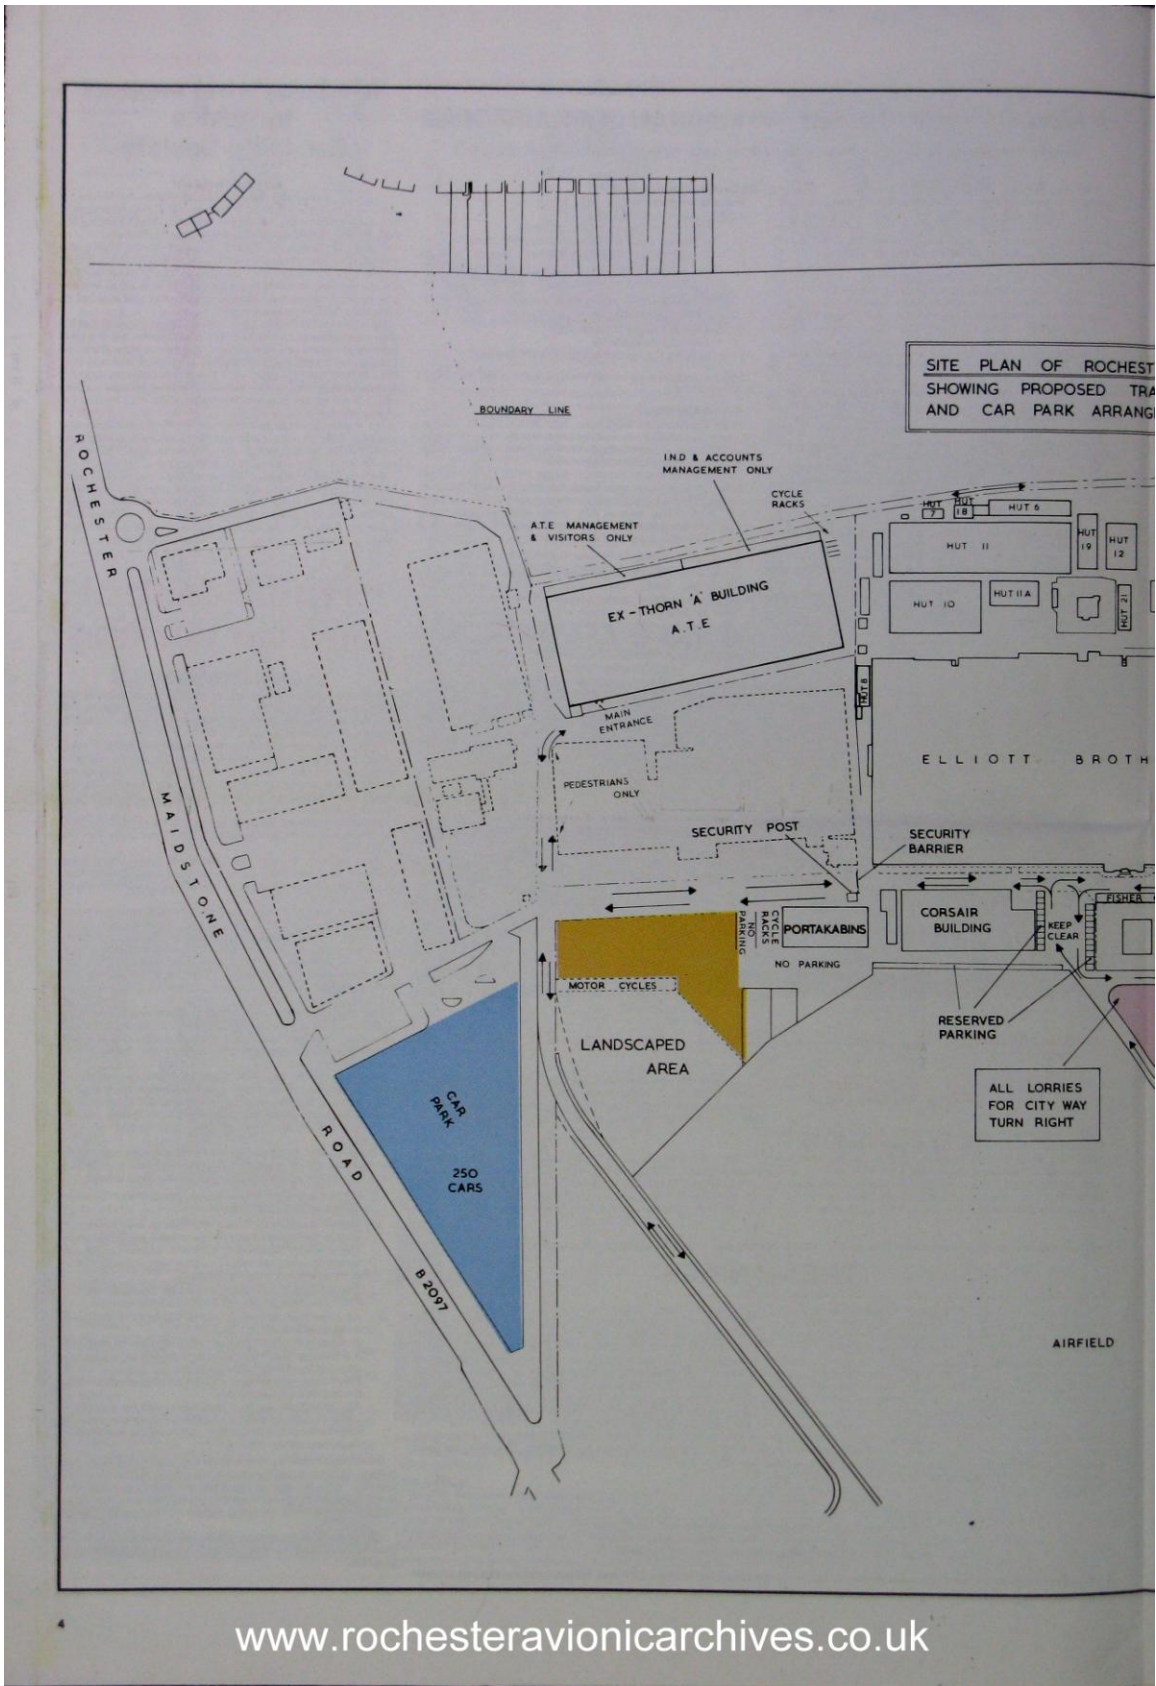 SITE PLAN OF ROCHEST
SHOWING PROPOSED TRA
AND CAR PARK ARRANG
BOUNDARY LINE
ROCHESTER
MAIDSTONE
ROAD
B2097
I.N.D & ACCOUNTS
MANAGEMENT ONLY
CYCLE
RACKS
A.T.E MANAGEMENT
& VISITORS ONLY
EX-THORN 'A' BUILDING
A.T.E
MAIN
ENTRANCE
HUT
7
HUT
18
HUT 6
HUT 11
HUT
19
HUT
12
HUT 10
HUT 11A
HUT 21
HUT 8
ELLIOTT BROTH
PEDESTRIANS
ONLY
SECURITY POST
SECURITY
BARRIER
CYCLE
RACKS
NO
PARKING
PORTAKABINS
NO PARKING
CORSAIR
BUILDING
KEEP
CLEAR
FISHER
MOTOR CYCLES
LANDSCAPED
AREA
RESERVED
PARKING
ALL LORRIES
FOR CITY WAY
TURN RIGHT
CAR
PARK
250
CARS
AIRFIELD
4
www.rochesteravionicarchives.co.uk